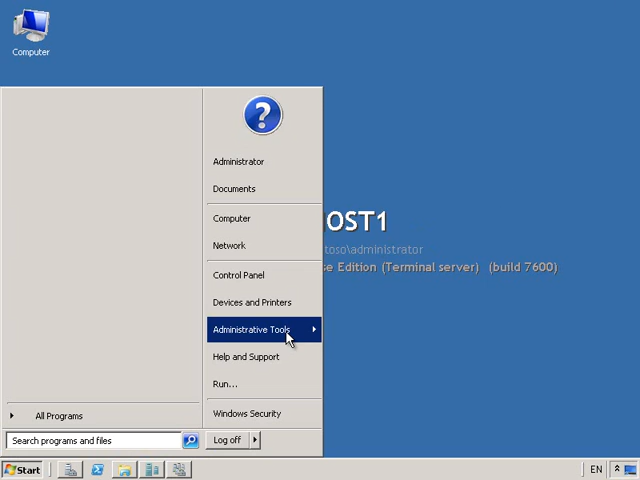 Computer
Administrator
Documents
Computer
Network
Control Panel
Devices and Printers
Administrative Tools
Help and Support
Run...
Windows Security
All Programs
Search programs and files
Log off
OST1
toso\administrator
se Edition (Terminal server) (build 7600)
Start
EN